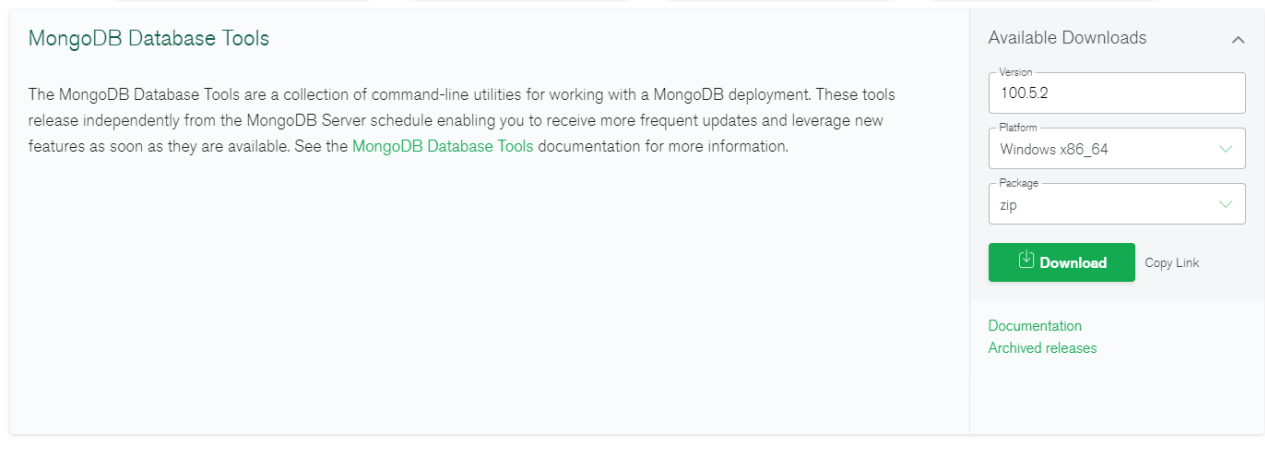 MongoDB Database Tools
The MongoDB Database Tools are a collection of command-line utilities for working with a MongoDB deployment. These tools
release independently from the MongoDB Server schedule enabling you to receive more frequent updates and leverage new
features as soon as they are available. See the MongoDB Database Tools documentation for more information.
Available Downloads
Version
100.5.2
Platform
Windows x86_64
Package
zip
Download Copy Link
Documentation
Archived releases